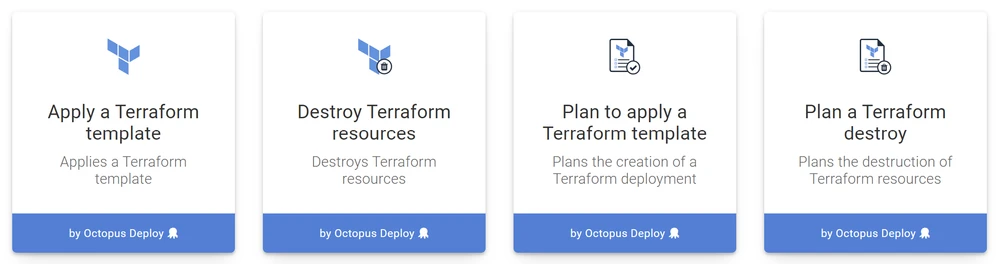 Apply a Terraform
template
Applies a Terraform
template
by Octopus Deploy
Destroy Terraform
resources
Destroys Terraform
resources
by Octopus Deploy
Plan to apply a
Terraform template
Plans the creation of a
Terraform deployment
by Octopus Deploy
Plan a Terraform
destroy
Plans the destruction of
Terraform resources
by Octopus Deploy